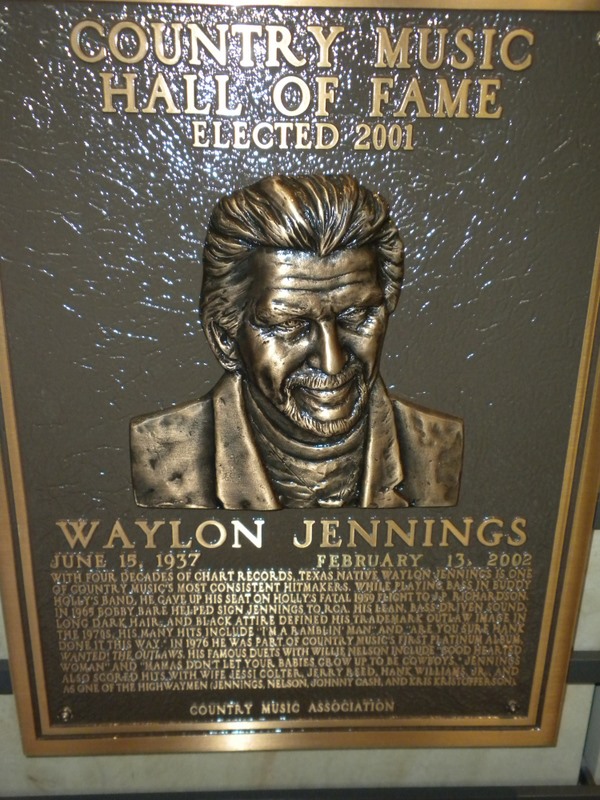 COUNTRY MUSIC
HALL OF FAME
ELECTED 2001
WAYLON JENNINGS
JUNE 15, 1937 FEBRUARY 13, 2002
WITH FOUR DECADES OF CHART RECORDS, TEXAS NATIVE WAYLON JENNINGS IS ONE
OF COUNTRY MUSIC'S MOST CONSISTENT HITMAKERS. WHILE PLAYING BASS IN BUDDY
HOLLY'S BAND, HE GAVE UP HIS SEAT ON HOLLY'S FATAL 1959 FLIGHT TO J.P. RICHARDSON.
IN 1965 BOBBY BARE HELPED SIGN JENNINGS TO RCA. HIS LEAN, BASS-DRIVEN SOUND,
LONG DARK HAIR, AND BLACK ATTIRE DEFINED HIS TRADEMARK OUTLAW IMAGE IN
THE 1970S. HIS MANY HITS INCLUDE "I'M A RAMBLIN' MAN" AND "ARE YOU SURE HANK
DONE IT THIS WAY." IN 1976 HE WAS PART OF COUNTRY MUSIC'S FIRST PLATINUM ALBUM,
WANTED! THE OUTLAWS. HIS FAMOUS DUETS WITH WILLIE NELSON INCLUDE "GOOD HEARTED
WOMAN" AND "MAMAS DON'T LET YOUR BABIES GROW UP TO BE COWBOYS." JENNINGS
ALSO SCORED HITS WITH WIFE JESSI COLTER, JERRY REED, HANK WILLIAMS JR., AND
AS ONE OF THE HIGHWAYMEN (JENNINGS, NELSON, JOHNNY CASH, AND KRIS KRISTOFFERSON).
COUNTRY MUSIC ASSOCIATION